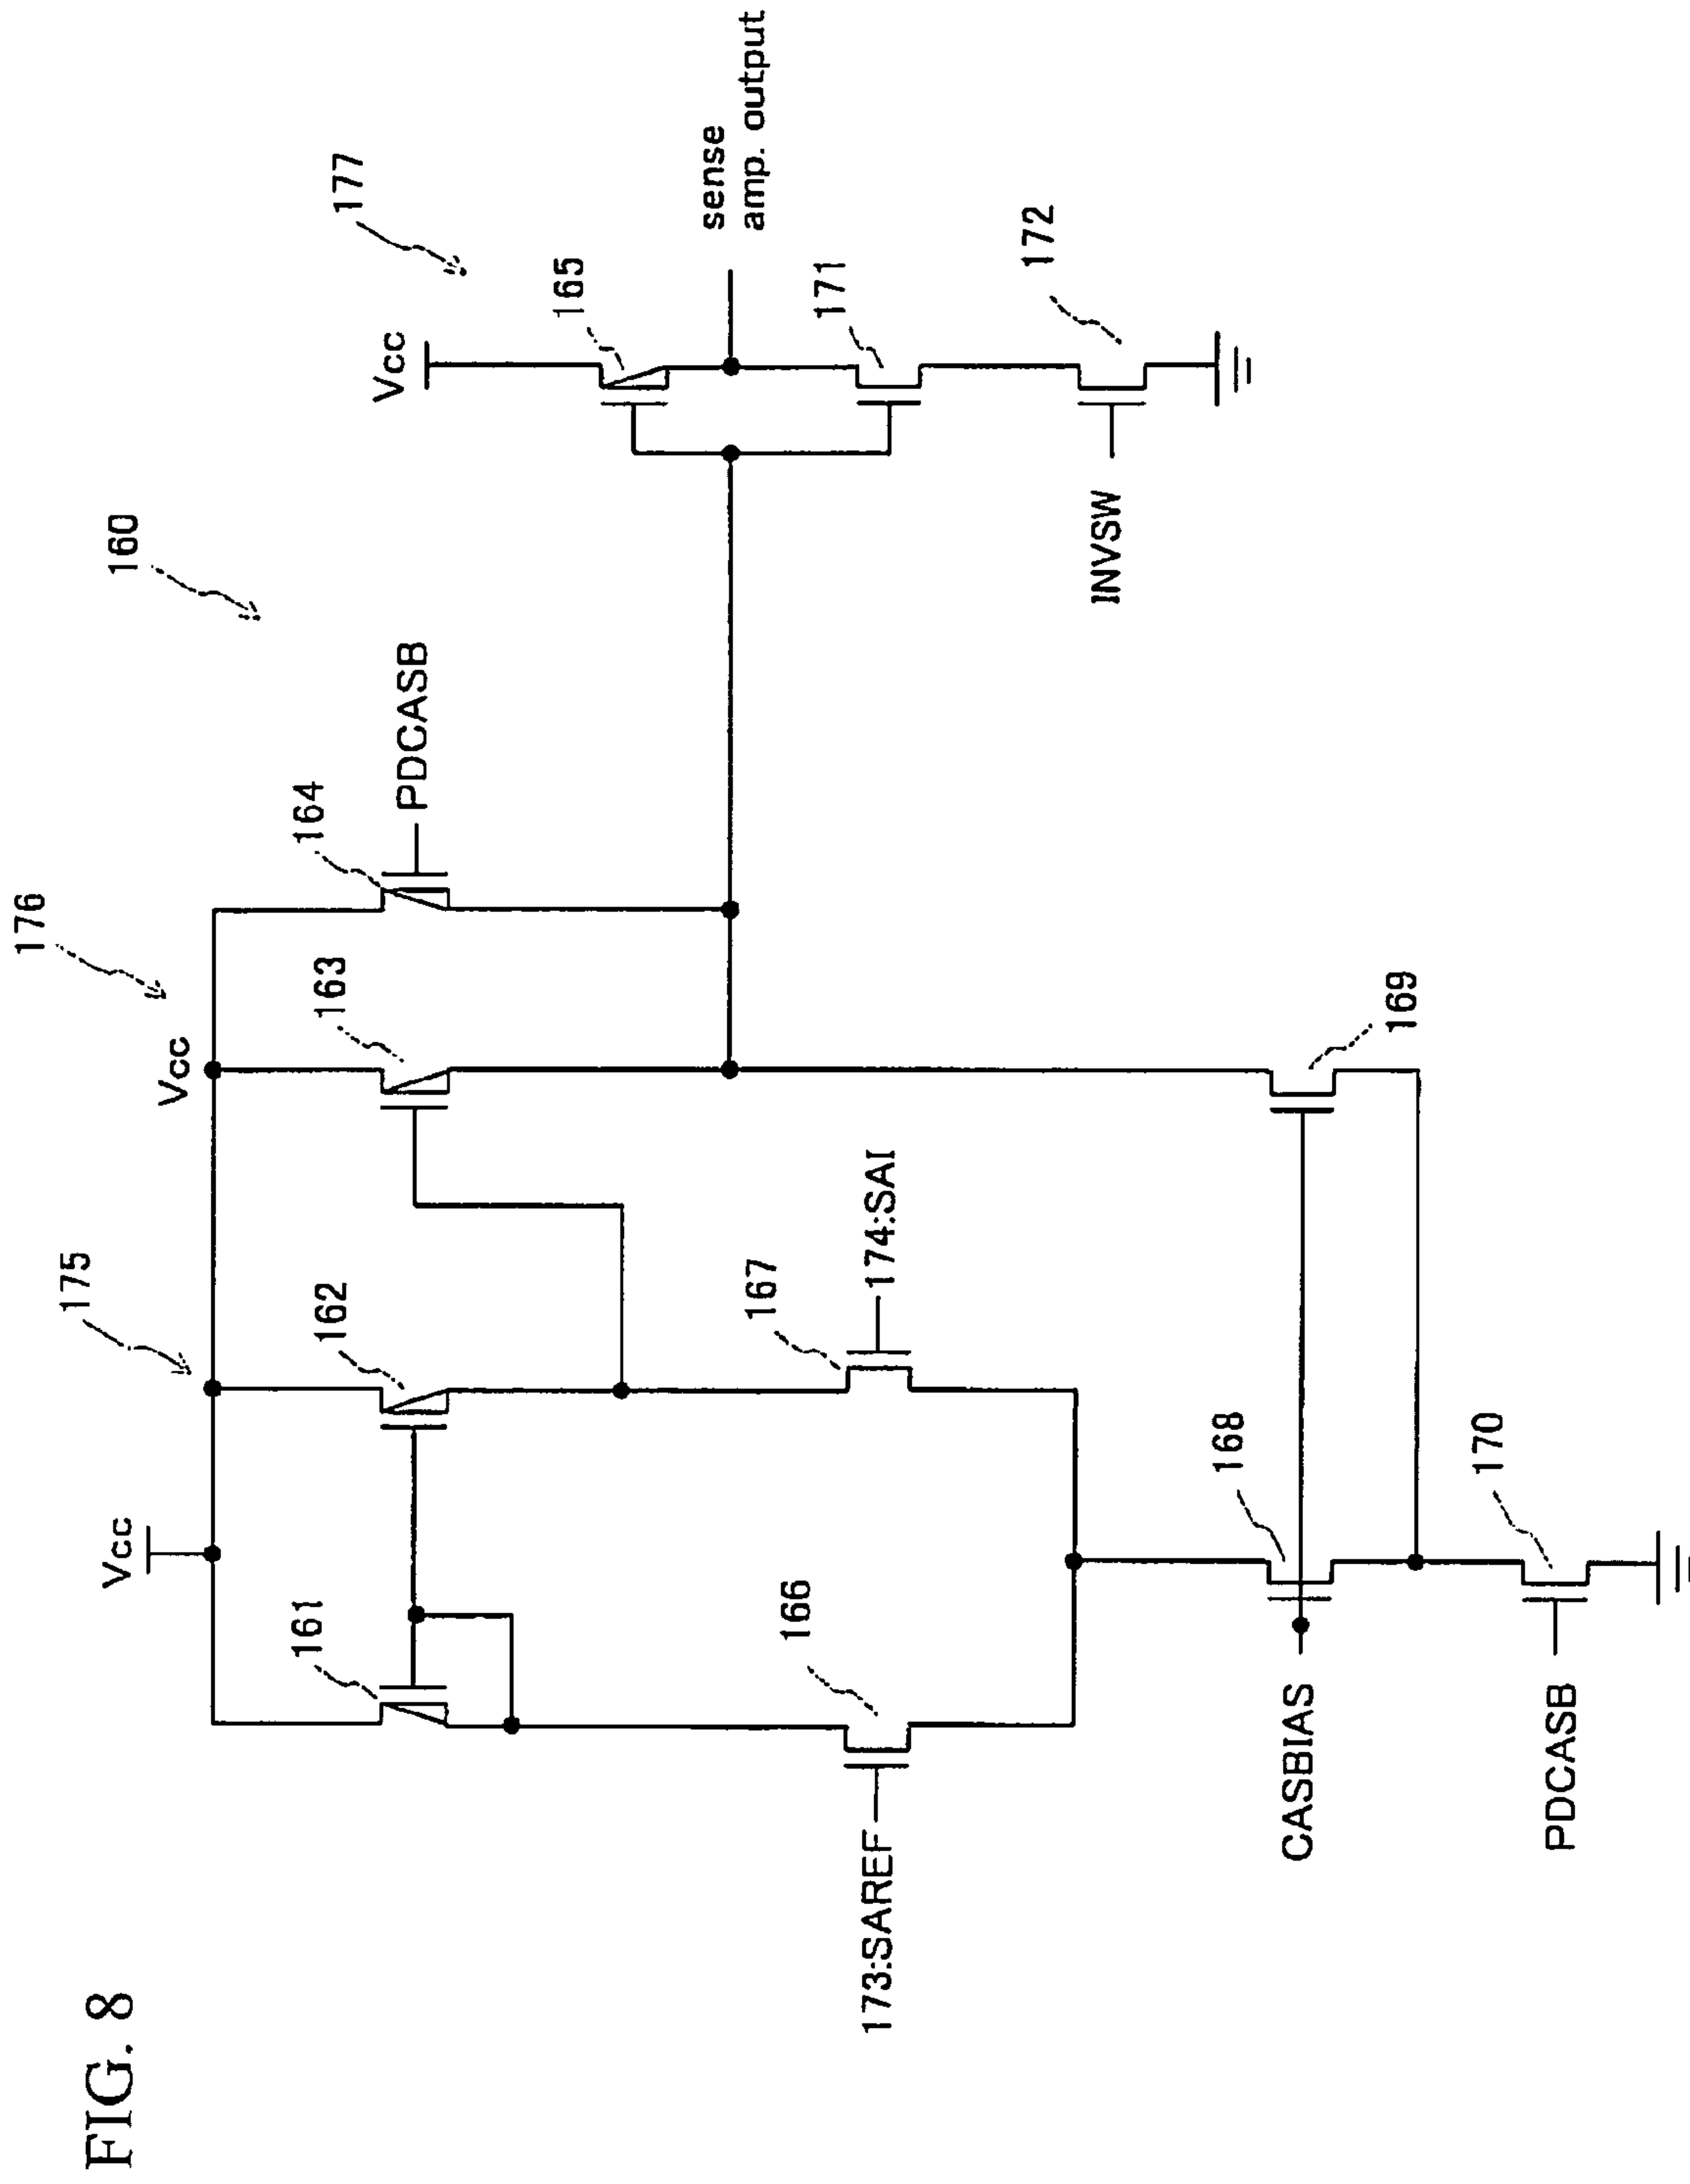 FIG. 8
160
175
176
177
Vcc
Vcc
Vcc
161
162
163
164
PDCASB
165
sense
amp. output
166
167
173:SAREF
174:SAI
171
168
169
172
CASBIAS
INVSW
170
PDCASB